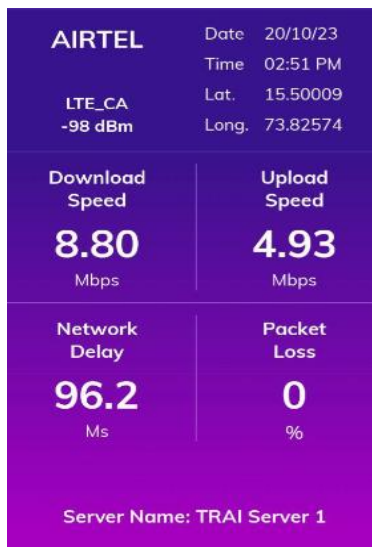 AIRTEL
LTE_CA
-98 dBm
Date 20/10/23
Time 02:51 PM
Lat. 15.50009
Long. 73.82574
Download
Speed
8.80
Mbps
Upload
Speed
4.93
Mbps
Network
Delay
96.2
Ms
Packet
Loss
0
%
Server Name: TRAI Server 1